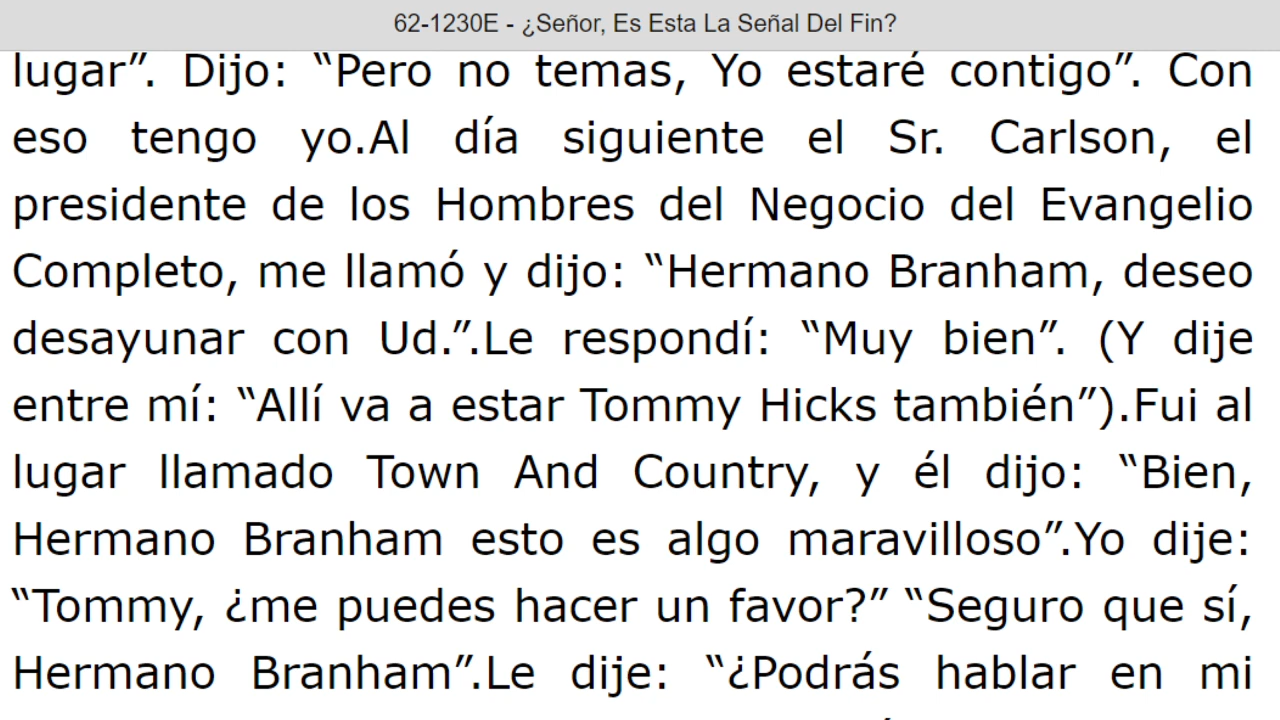 62-1230E - ¿Señor, Es Esta La Señal Del Fin?
lugar”. Dijo: “Pero no temas, Yo estaré contigo”. Con
eso tengo yo.Al día siguiente el Sr. Carlson, el
presidente de los Hombres del Negocio del Evangelio
Completo, me llamó y dijo: “Hermano Branham, deseo
desayunar con Ud.”.Le respondí: “Muy bien”. (Y dije
entre mí: “Allí va a estar Tommy Hicks también”).Fui al
lugar llamado Town And Country, y él dijo: “Bien,
Hermano Branham esto es algo maravilloso”.Yo dije:
“Tommy, ¿me puedes hacer un favor?” “Seguro que sí,
Hermano Branham”.Le dije: “¿Podrás hablar en mi